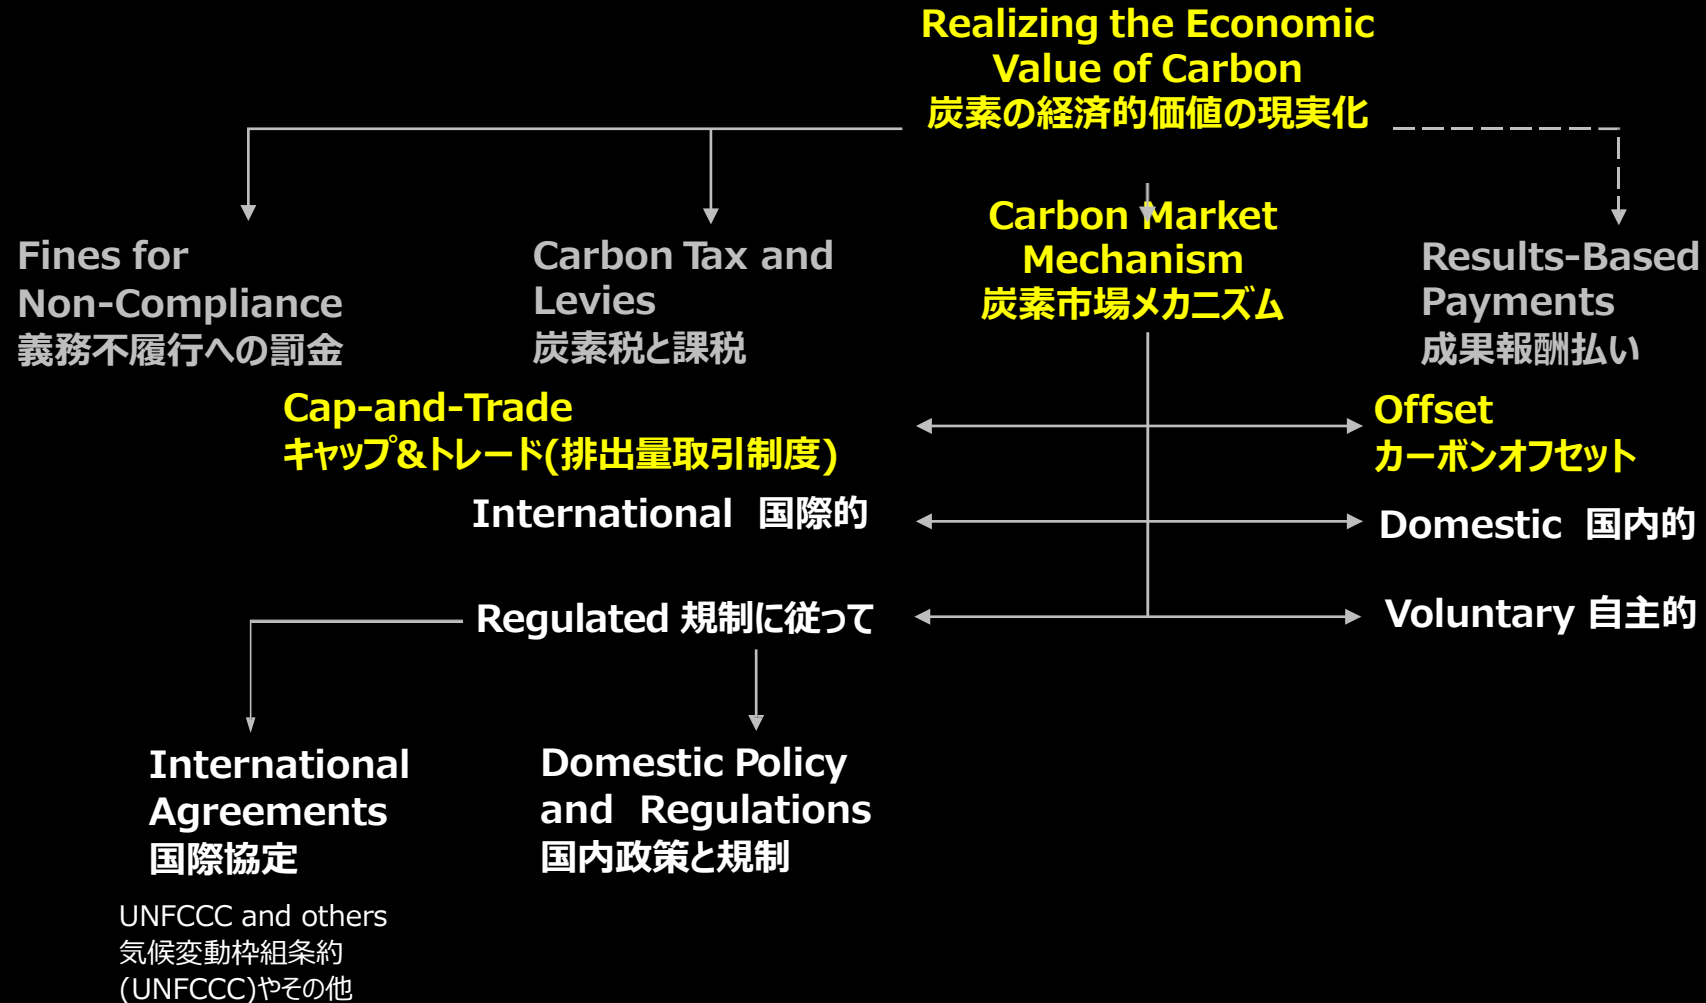 Realizing the Economic
Value of Carbon
炭素の経済的価値の現実化
Fines for
Non-Compliance
義務不履行への罰金
Carbon Tax and
Levies
炭素税と課税
Carbon Market
Mechanism
炭素市場メカニズム
Results-Based
Payments
成果報酬払い
Cap-and-Trade
キャップ&トレード(排出量取引制度)
Offset
カーボンオフセット
International 国際的
Domestic 国内的
Regulated 規制に従って
Voluntary 自主的
International
Agreements
国際協定
Domestic Policy
and Regulations
国内政策と規制
UNFCCC and others
気候変動枠組条約
(UNFCCC)やその他